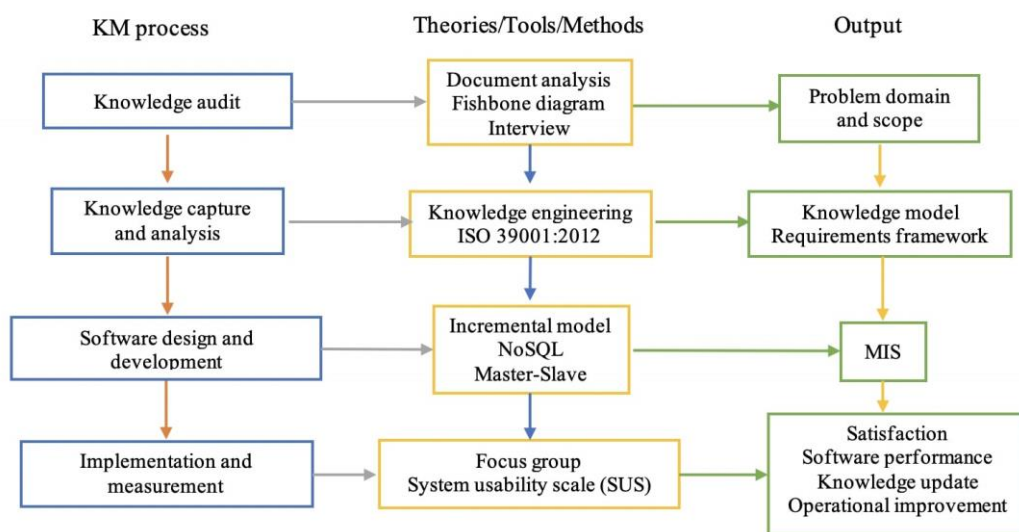 KM process
Theories/Tools/Methods
Output
Knowledge audit
Document analysis
Fishbone diagram
Interview
Problem domain
and scope
Knowledge capture
and analysis
Knowledge engineering
ISO 39001:2012
Knowledge model
Requirements framework
Software design and
development
Incremental model
NoSQL
Master-Slave
MIS
Implementation and
measurement
Focus group
System usability scale (SUS)
Satisfaction
Software performance
Knowledge update
Operational improvement